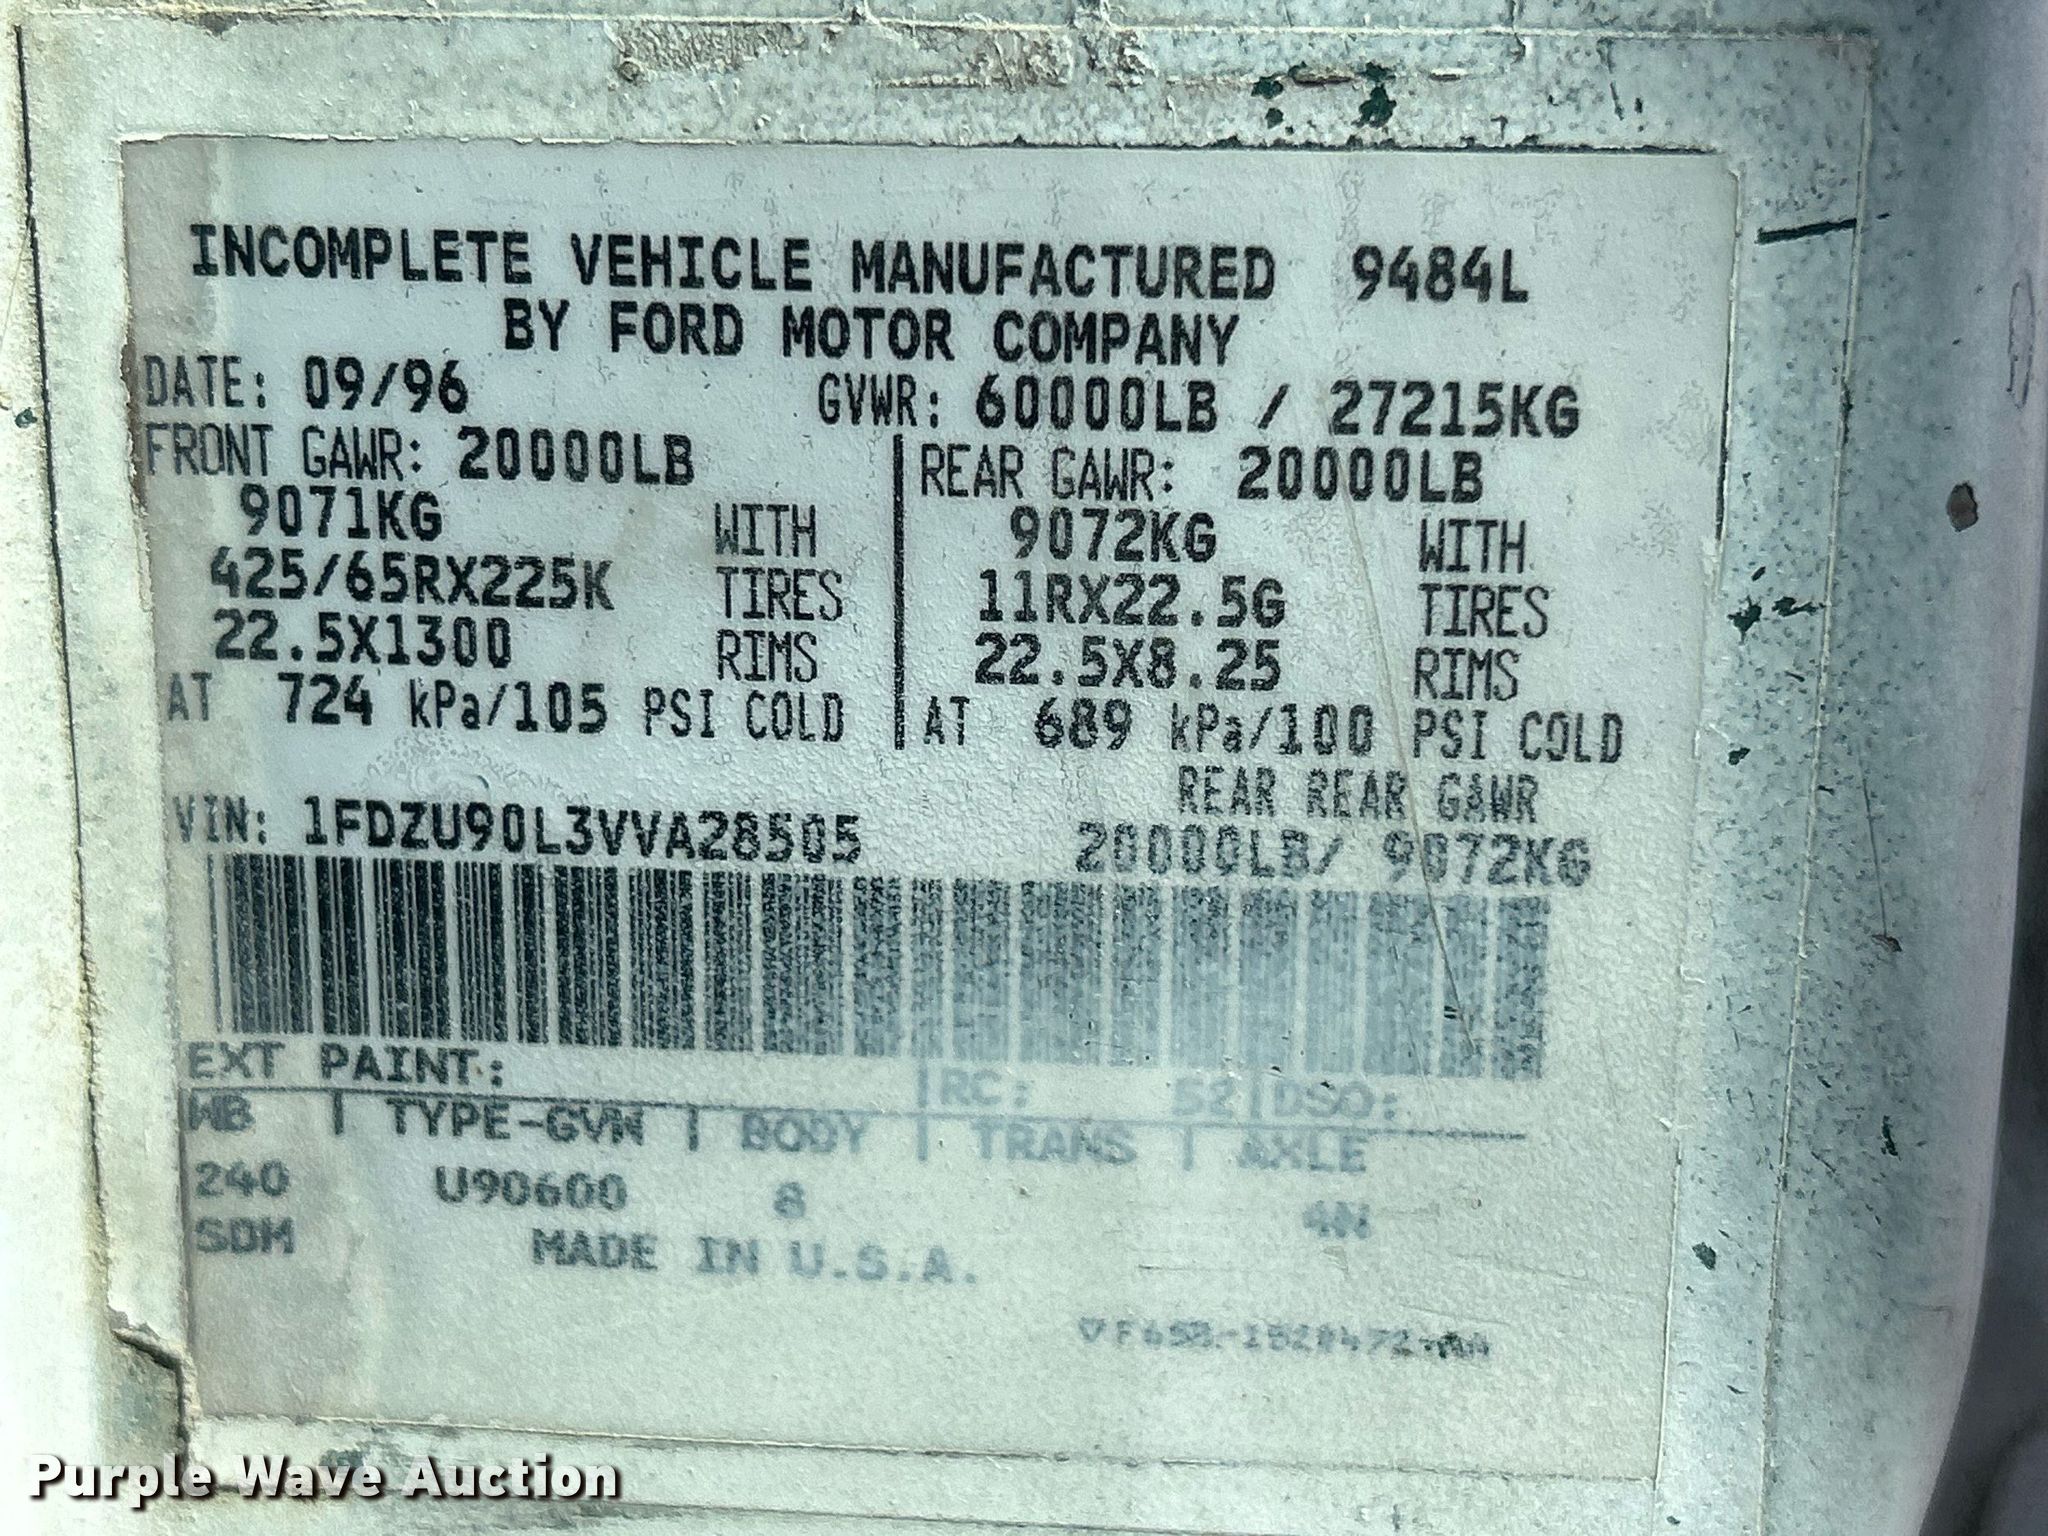 INCOMPLETE VEHICLE MANUFACTURED 9484L
BY FORD MOTOR COMPANY
DATE: 09/96 GVWR: 60000LB / 27215KG
FRONT GAWR: 20000LB REAR GAWR: 20000LB
9071KG WITH 9072KG WITH
425/65RX225K TIRES 11RX22.5G TIRES
22.5X1300 RIMS 22.5X8.25 RIMS
AT 724 kPa/105 PSI COLD AT 689 kPa/100 PSI COLD
REAR REAR GAWR
VIN: 1FDZU90L3VVA28505 20000LB/ 9072KG
EXT PAINT: RC: 52 DSO:
WB | TYPE-GVW | BODY | TRANS | AXLE
240 U90600 8 4N
SDM MADE IN U.S.A.
Purple Wave Auction